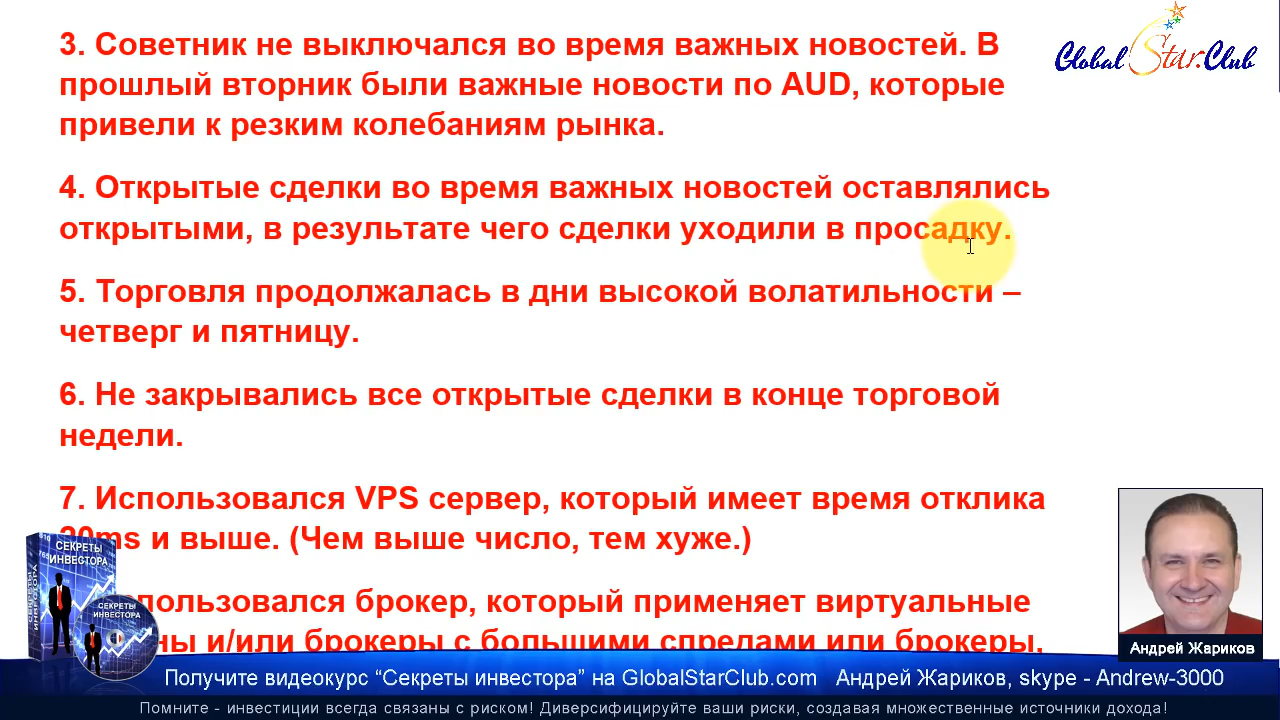 3. Советник не выключался во время важных новостей. В
прошлый вторник были важные новости по AUD, которые
привели к резким колебаниям рынка.
4. Открытые сделки во время важных новостей оставлялись
открытыми, в результате чего сделки уходили в просадку.
5. Торговля продолжалась в дни высокой волатильности –
четверг и пятницу.
6. Не закрывались все открытые сделки в конце торговой
недели.
7. Использовался VPS сервер, который имеет время отклика
20ms и выше. (Чем выше число, тем хуже.)
брокер, который применяет виртуальные
и/или брокеры с большими спредами или брокеры,
Global Star.Club
СЕКРЕТЫ
ИНВЕСТОРА
СЕКРЕТЫ
ИНВЕСТОРА
Андрей Жариков
Получите видеокурс “Секреты инвестора” на GlobalStarClub.com Андрей Жариков, skype - Andrew-3000
Помните - инвестиции всегда связаны с риском! Диверсифицируйте ваши риски, создавая множественные источники дохода!